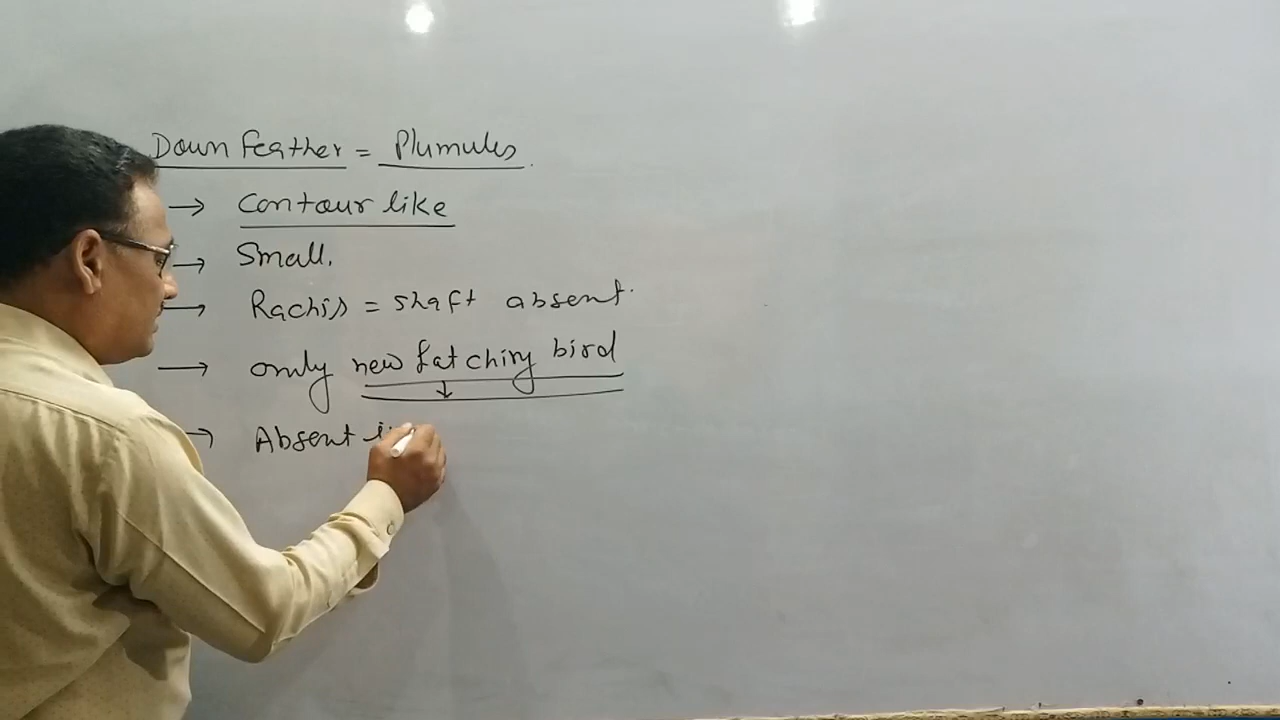 Down feather = Plumules.
→ Contour like
→ Small.
→ Rachis = shaft absent.
→ only new fatching bird
→ Absent